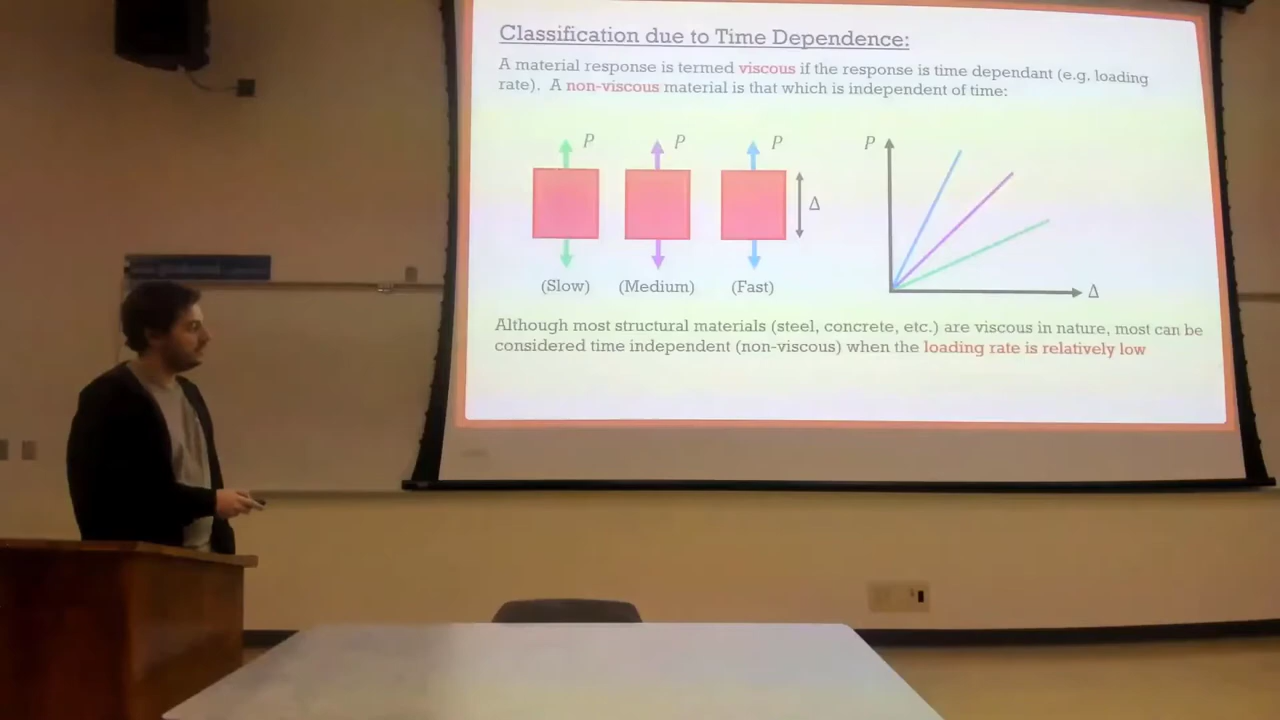 Classification due to Time Dependence:
A material response is termed viscous if the response is time dependant (e.g. loading
rate). A non-viscous material is that which is independent of time:
P P P P
Δ
(Slow) (Medium) (Fast) Δ
Although most structural materials (steel, concrete, etc.) are viscous in nature, most can be
considered time independent (non-viscous) when the loading rate is relatively low